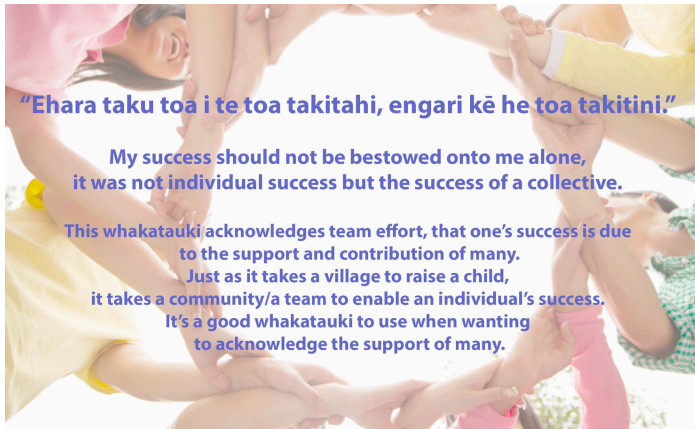 “Ehara taku toa i te toa takitahi, engari kē he toa takitini.”
My success should not be bestowed onto me alone,
it was not individual success but the success of a collective.
This whakatauki acknowledges team effort, that one’s success is due
to the support and contribution of many.
Just as it takes a village to raise a child,
it takes a community/a team to enable an individual’s success.
It’s a good whakatauki to use when wanting
to acknowledge the support of many.